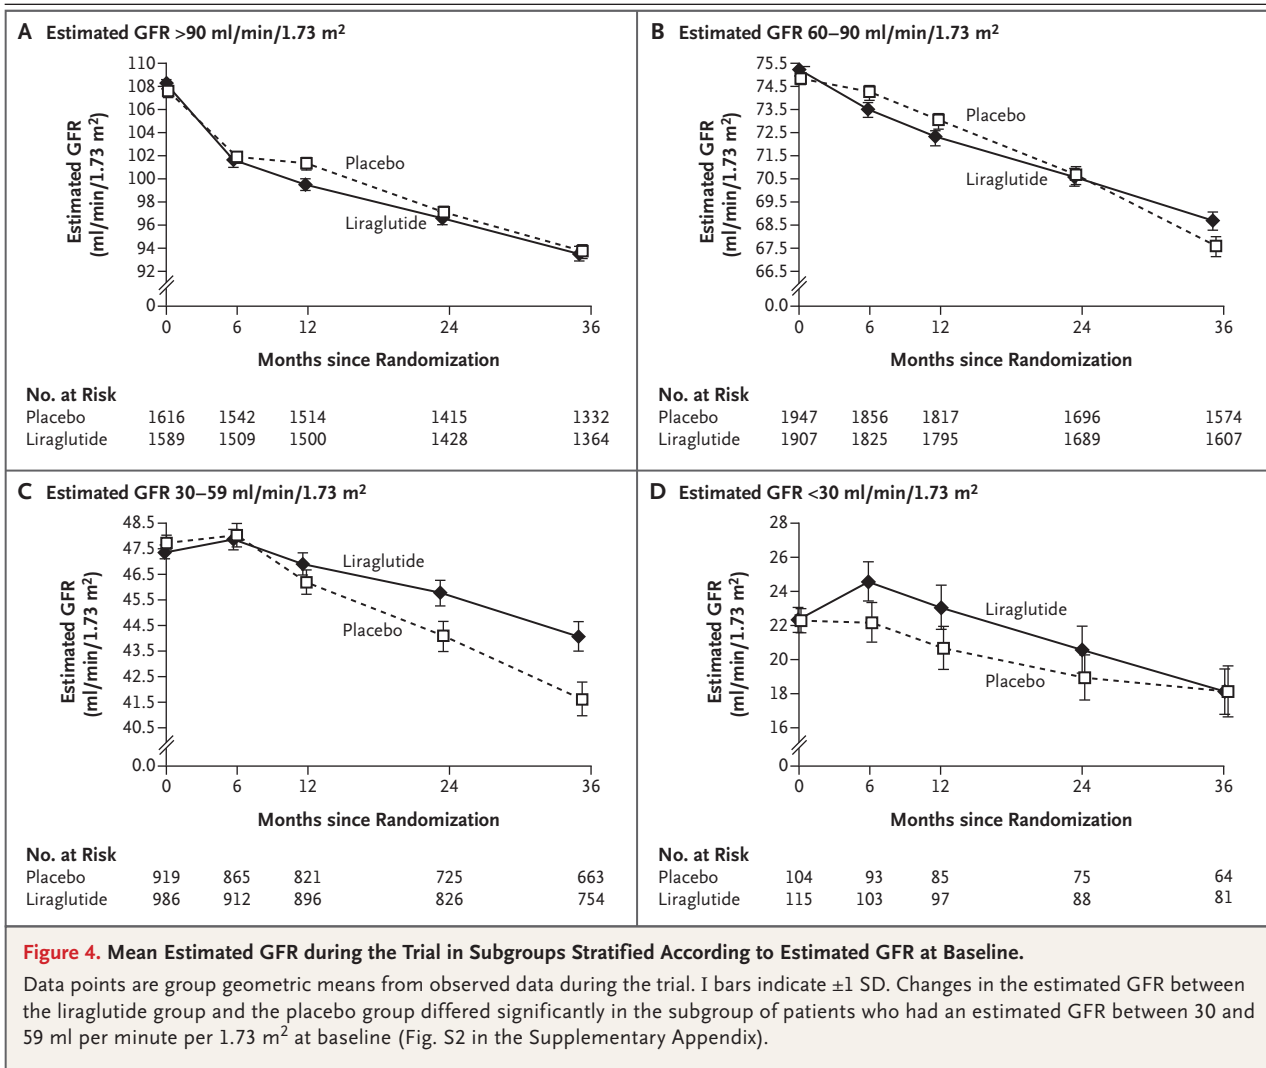 A Estimated GFR >90 ml/min/1.73 m²
Estimated GFR
(ml/min/1.73 m²)
110
108
106
104
102
100
98
96
94
92
0
Placebo
Liraglutide
0 6 12 24 36
Months since Randomization
No. at Risk
Placebo 1616 1542 1514 1415 1332
Liraglutide 1589 1509 1500 1428 1364
B Estimated GFR 60–90 ml/min/1.73 m²
Estimated GFR
(ml/min/1.73 m²)
75.5
74.5
73.5
72.5
71.5
70.5
68.5
67.5
66.5
0.0
Placebo
Liraglutide
0 6 12 24 36
Months since Randomization
No. at Risk
Placebo 1947 1856 1817 1696 1574
Liraglutide 1907 1825 1795 1689 1607
C Estimated GFR 30–59 ml/min/1.73 m²
Estimated GFR
(ml/min/1.73 m²)
48.5
47.5
46.5
45.5
44.5
43.5
42.5
41.5
40.5
0.0
Liraglutide
Placebo
0 6 12 24 36
Months since Randomization
No. at Risk
Placebo 919 865 821 725 663
Liraglutide 986 912 896 826 754
D Estimated GFR <30 ml/min/1.73 m²
Estimated GFR
(ml/min/1.73 m²)
28
26
24
22
20
18
16
0
Liraglutide
Placebo
0 6 12 24 36
Months since Randomization
No. at Risk
Placebo 104 93 85 75 64
Liraglutide 115 103 97 88 81
Figure 4. Mean Estimated GFR during the Trial in Subgroups Stratified According to Estimated GFR at Baseline.
Data points are group geometric means from observed data during the trial. I bars indicate ±1 SD. Changes in the estimated GFR between
the liraglutide group and the placebo group differed significantly in the subgroup of patients who had an estimated GFR between 30 and
59 ml per minute per 1.73 m² at baseline (Fig. S2 in the Supplementary Appendix).